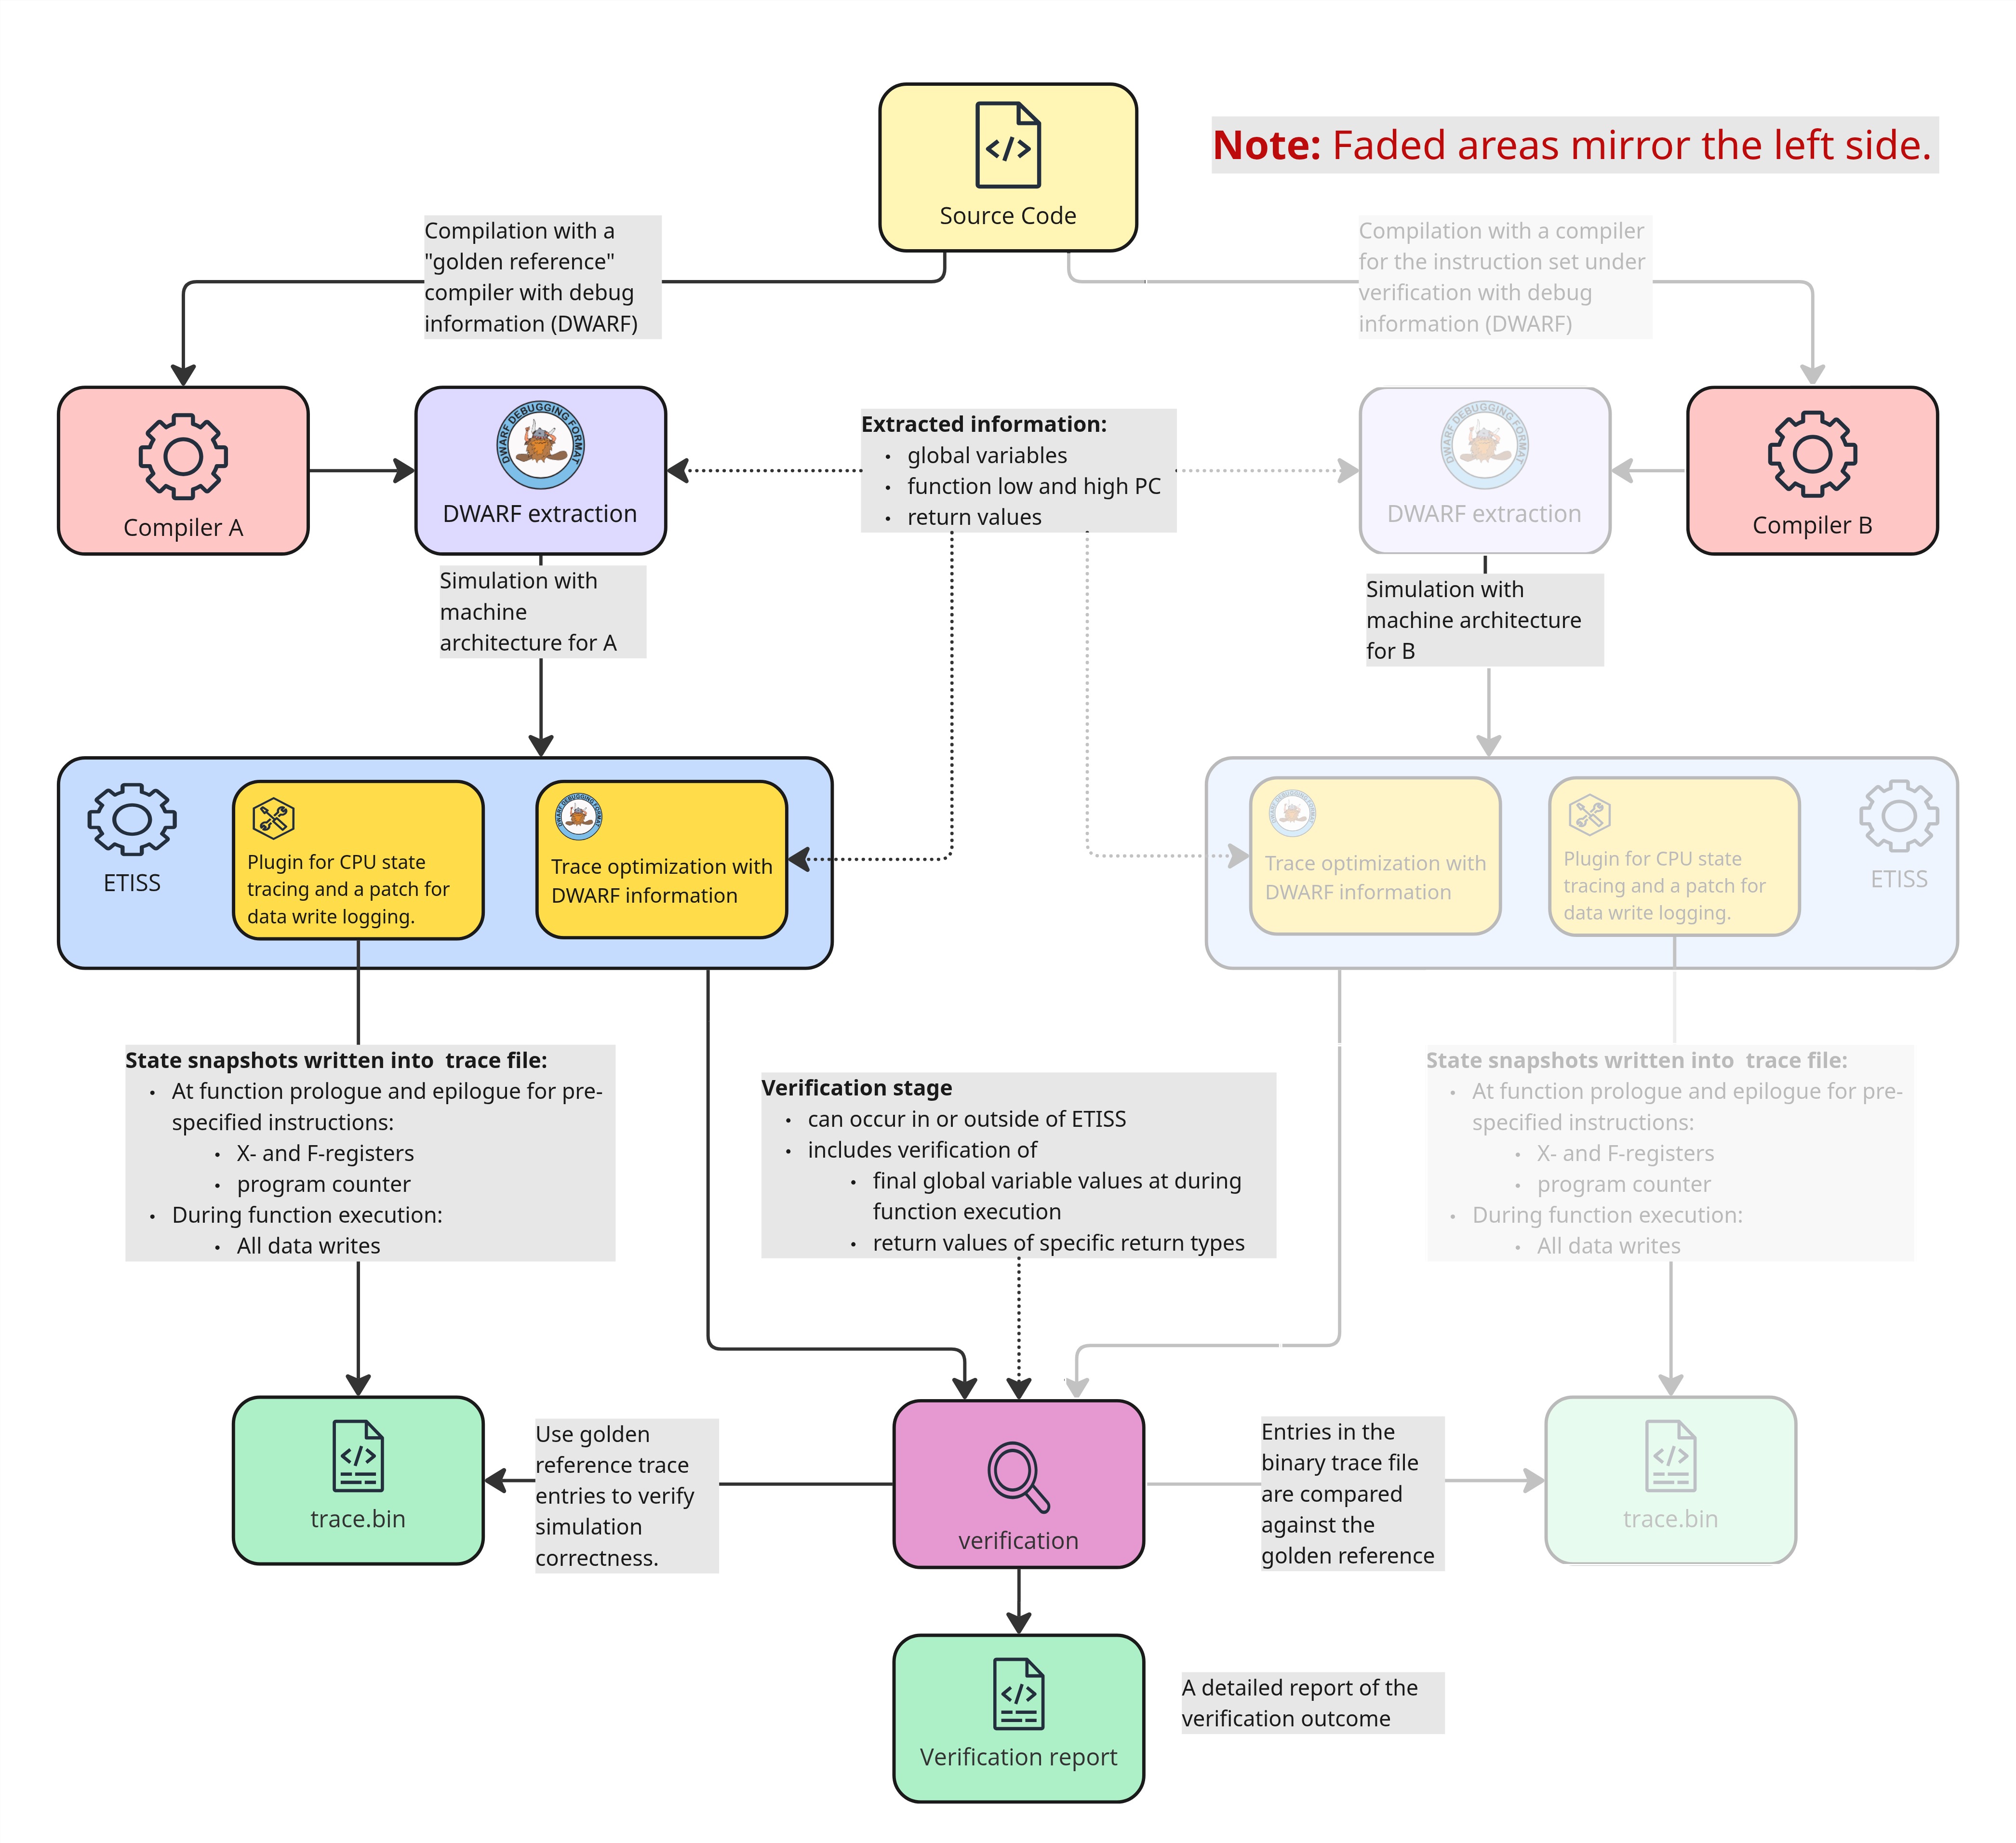 Source Code
Note: Faded areas mirror the left side.
Compilation with a
"golden reference"
compiler with debug
information (DWARF)
Compilation with a compiler
for the instruction set under
verification with debug
information (DWARF)
Compiler A
DWARF DEBUGGING FORMAT
DWARF extraction
Extracted information:
• global variables
• function low and high PC
• return values
DWARF DEBUGGING FORMAT
DWARF extraction
Compiler B
Simulation with
machine
architecture for A
Simulation with
machine architecture
for B
ETISS
Plugin for CPU state
tracing and a patch for
data write logging.
DWARF DEBUGGING FORMAT
Trace optimization with
DWARF information
DWARF DEBUGGING FORMAT
Trace optimization with
DWARF information
Plugin for CPU state
tracing and a patch for
data write logging.
ETISS
State snapshots written into  trace file:
• At function prologue and epilogue for pre-
specified instructions:
• X- and F-registers
• program counter
• During function execution:
• All data writes
Verification stage
• can occur in or outside of ETISS
• includes verification of
• final global variable values at during
function execution
• return values of specific return types
State snapshots written into  trace file:
• At function prologue and epilogue for pre-
specified instructions:
• X- and F-registers
• program counter
• During function execution:
• All data writes
trace.bin
Use golden
reference trace
entries to verify
simulation
correctness.
verification
Entries in the
binary trace file
are compared
against the
golden reference
trace.bin
Verification report
A detailed report of the
verification outcome